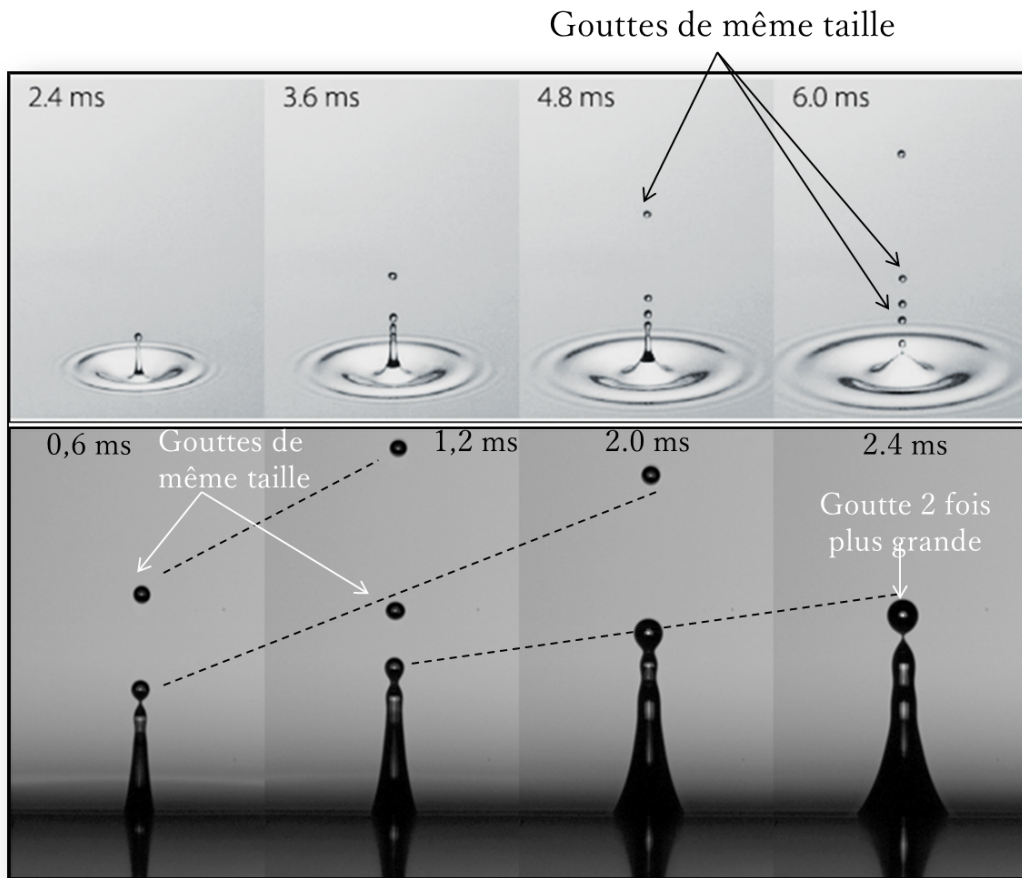 Gouttes de même taille
2.4 ms
3.6 ms
4.8 ms
6.0 ms
0,6 ms
Gouttes de
même taille
1,2 ms
2.0 ms
2.4 ms
Goutte 2 fois
plus grande